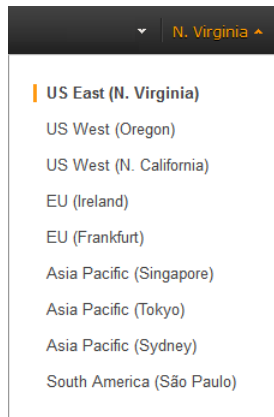 N. Virginia
US East (N. Virginia)
US West (Oregon)
US West (N. California)
EU (Ireland)
EU (Frankfurt)
Asia Pacific (Singapore)
Asia Pacific (Tokyo)
Asia Pacific (Sydney)
South America (São Paulo)